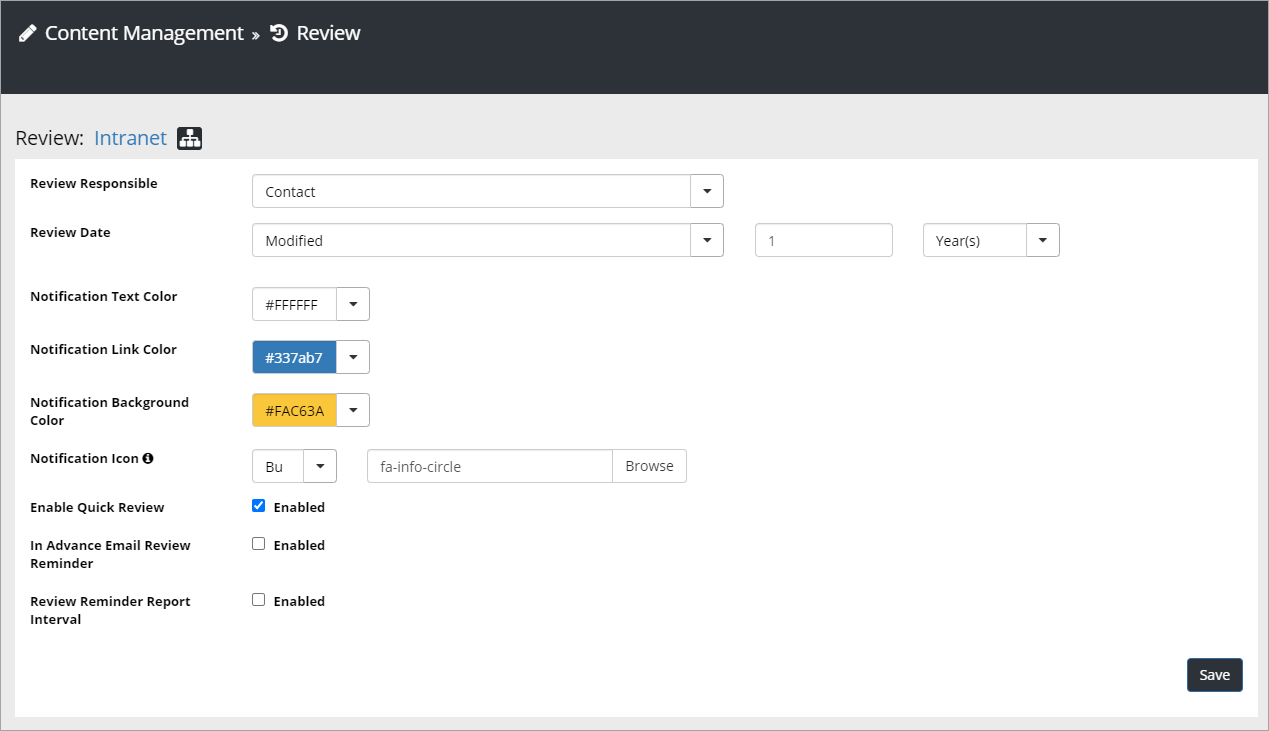 Content Management » Review
Review: Intranet
Review Responsible Contact
Review Date Modified 1 Year(s)
Notification Text Color #FFFFFF
Notification Link Color #337ab7
Notification Background
Color #FAC63A
Notification Icon Bu fa-info-circle Browse
Enable Quick Review Enabled
In Advance Email Review
Reminder Enabled
Review Reminder Report
Interval Enabled
Save